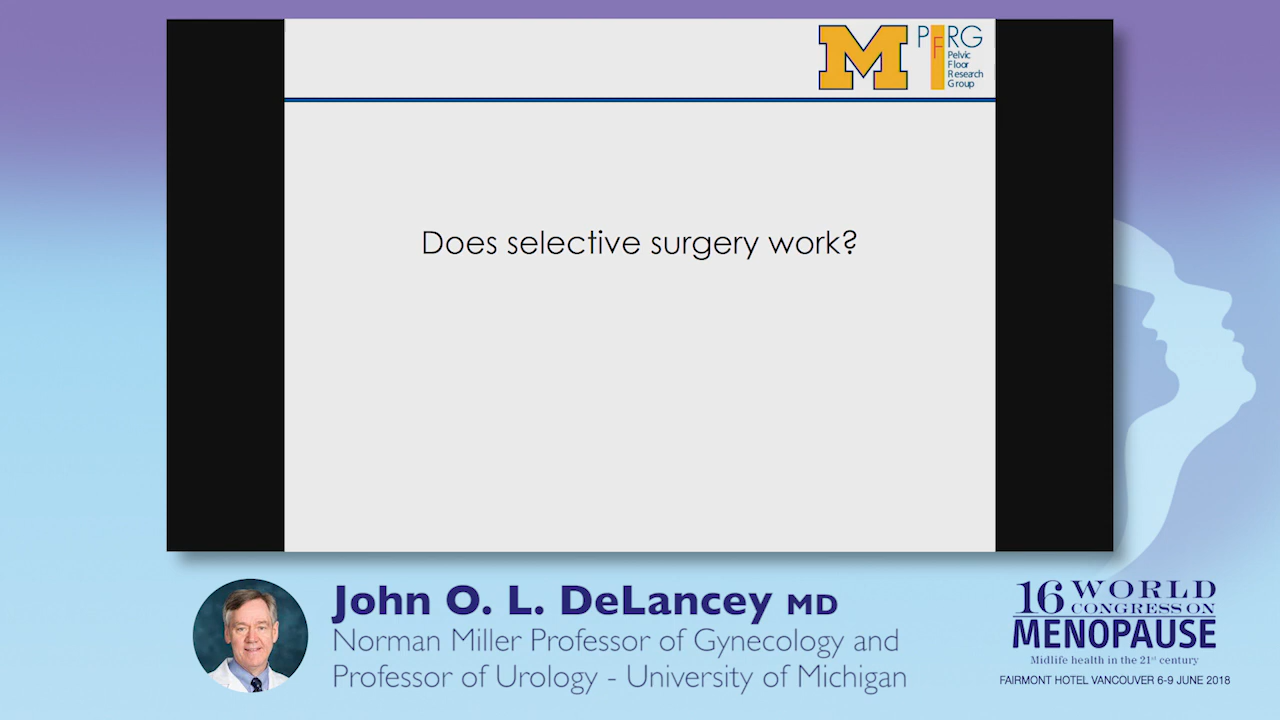 M
PFRG
Pelvic
Floor
Research
Group
Does selective surgery work?
John O. L. DeLancey MD
Norman Miller Professor of Gynecology and
Professor of Urology - University of Michigan
16 WORLD
CONGRESS ON
MENOPAUSE
Midlife health in the 21st century
FAIRMONT HOTEL VANCOUVER 6-9 JUNE 2018